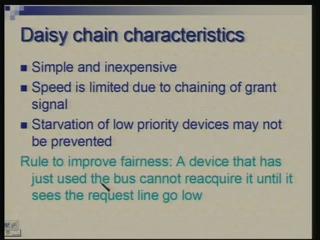 Daisy chain characteristics
Simple and inexpensive
Speed is limited due to chaining of grant
signal
Starvation of low priority devices may not
be prevented
Rule to improve fairness: A device that has
just used the bus cannot reacquire it until it
sees the request line go low